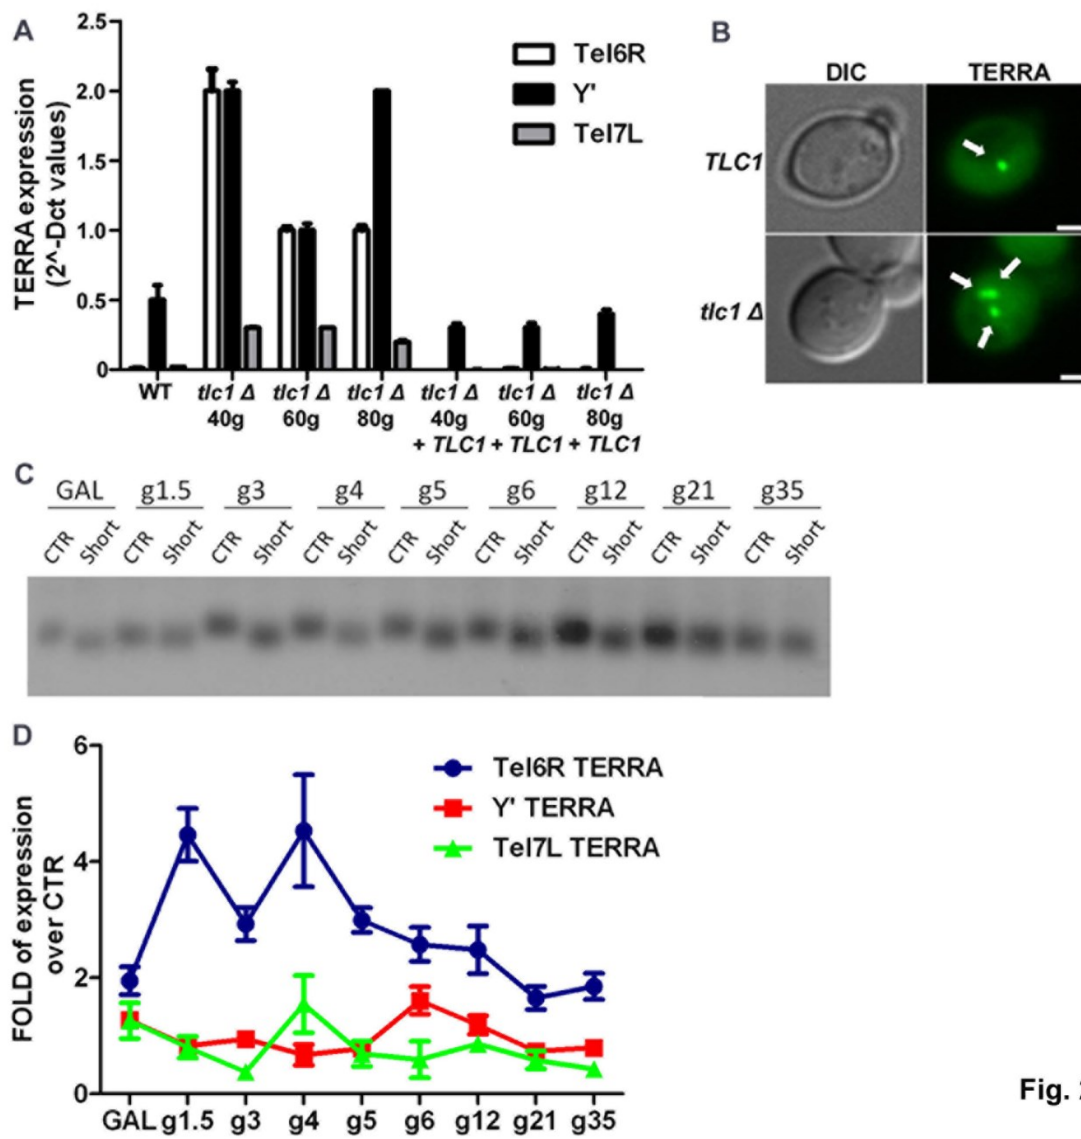 A
2.5
2.0
1.5
1.0
0.5
0
TERRA expression
(2^-Dct values)
Tel6R
Y'
Tel7L
WT
tlc1 Δ
40g
tlc1 Δ
60g
tlc1 Δ
80g
tlc1 Δ
40g
+ TLC1
tlc1 Δ
60g
+ TLC1
tlc1 Δ
80g
+ TLC1
B
DIC
TERRA
TLC1
tlc1 Δ
C
GAL g1.5 g3 g4 g5 g6 g12 g21 g35
CTR Short CTR Short CTR Short CTR Short CTR Short CTR Short CTR Short CTR Short CTR Short
D
6
4
2
0
FOLD of expression
over CTR
Tel6R TERRA
Y' TERRA
Tel7L TERRA
GAL g1.5 g3 g4 g5 g6 g12 g21 g35
Fig.